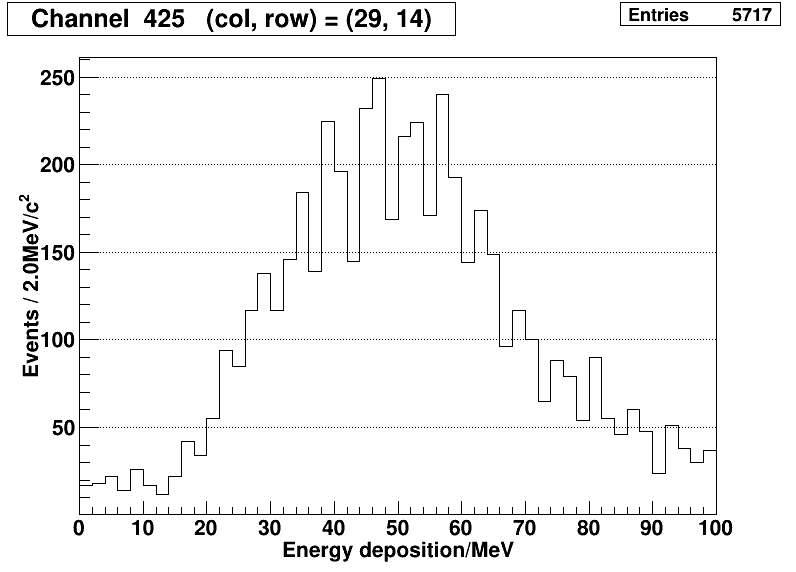 Channel 425 (col, row) = (29, 14)
Entries 5717
Events / 2.0MeV/c²
250
200
150
100
50
0 10 20 30 40 50 60 70 80 90 100
Energy deposition/MeV